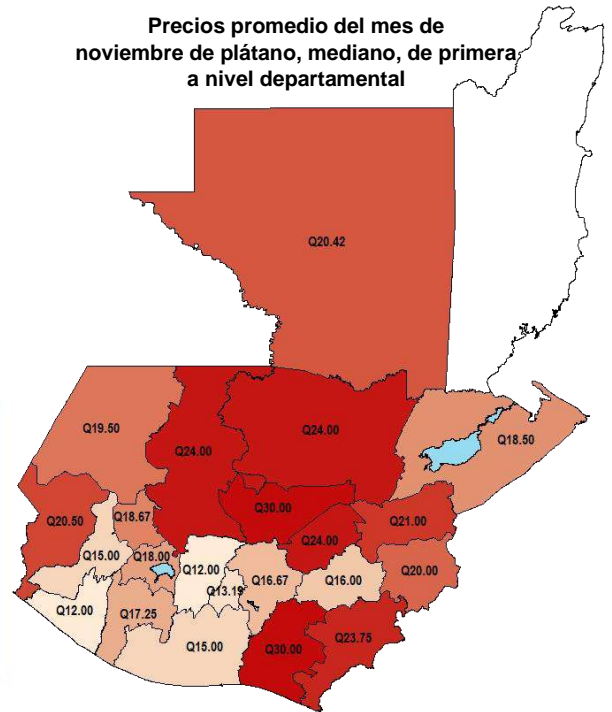 Precios promedio del mes de
noviembre de plátano, mediano, de primera
a nivel departamental
Q20.42
Q19.50
Q24.00
Q24.00
Q18.50
Q20.50
Q18.67
Q30.00
Q21.00
Q15.00
Q18.00
Q12.00
Q24.00
Q20.00
Q12.00
Q17.25
Q13.19
Q16.67
Q16.00
Q15.00
Q30.00
Q23.75